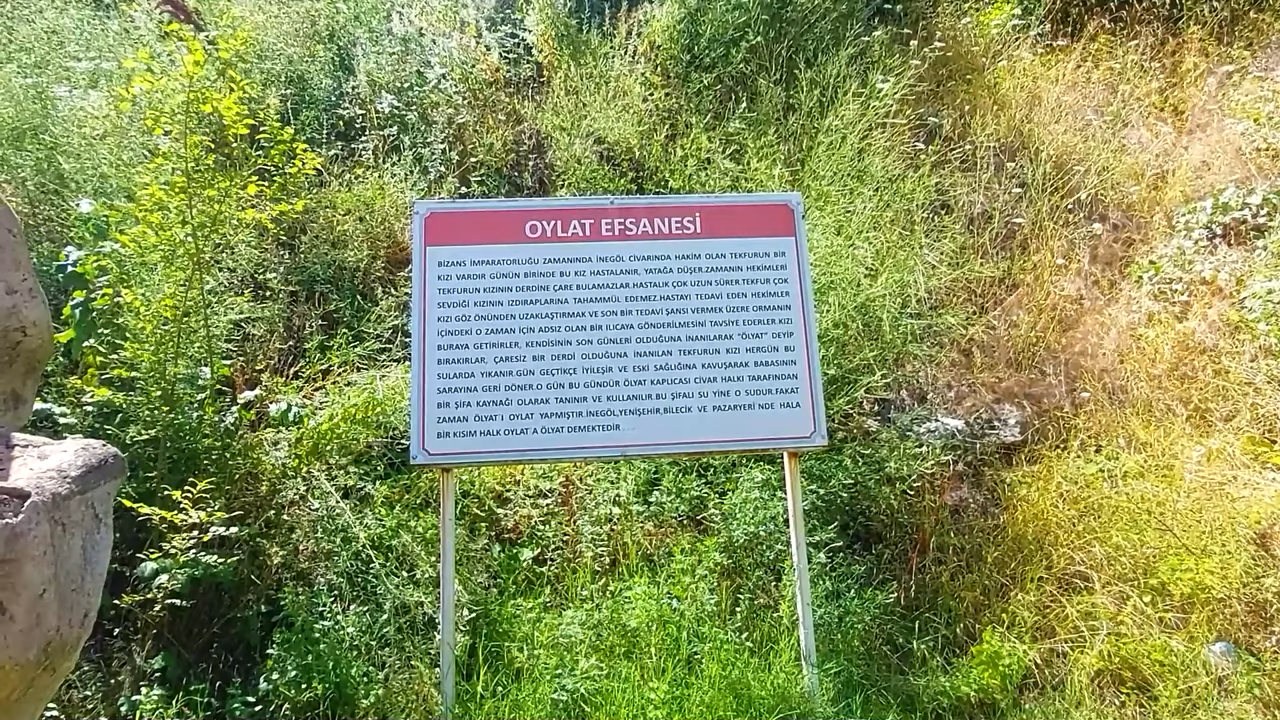 OYLAT EFSANESİ
BİZANS İMPARATORLUĞU ZAMANINDA İNEGÖL CİVARINDA HAKİM OLAN TEKFURUN BİR
KIZI VARDIR GÜNÜN BİRİNDE BU KIZ HASTALANIR, YATAĞA DÜŞER.ZAMANIN HEKİMLERİ
TEKFURUN KIZININ DERDİNE ÇARE BULAMAZLAR.HASTALIK ÇOK UZUN SÜRER.TEKFUR ÇOK
SEVDİĞİ KIZININ IZDIRAPLARINA TAHAMMÜL EDEMEZ.HASTAYI TEDAVİ EDEN HEKİMLER
KIZI GÖZ ÖNÜNDEN UZAKLAŞTIRMAK VE SON BİR TEDAVİ ŞANSI VERMEK ÜZERE ORMANIN
İÇİNDEKİ O ZAMAN İÇİN ADSIZ OLAN BİR ILICAYA GÖNDERİLMESİNİ TAVSİYE EDERLER.KIZI
BURAYA GETİRİRLER, KENDİSİNİN SON GÜNLERİ OLDUĞUNA İNANILARAK "ÖLYAT" DEYİP
BIRAKIRLAR, ÇARESİZ BİR DERDİ OLDUĞUNA İNANILAN TEKFURUN KIZI HERGÜN BU
SULARDA YIKANIR.GÜN GEÇTİKÇE İYİLEŞİR VE ESKİ SAĞLIĞINA KAVUŞARAK BABASININ
SARAYINA GERİ DÖNER.O GÜN BU GÜNDÜR ÖLYAT KAPLICASI CİVAR HALKI TARAFINDAN
BİR ŞİFA KAYNAĞI OLARAK TANINIR VE KULLANILIR.BU ŞİFALI SU YİNE O SUDUR.FAKAT
ZAMAN ÖLYAT'I OYLAT YAPMIŞTIR.İNEGÖL,YENİŞEHİR,BİLECİK VE PAZARYERİ NDE HALA
BİR KISIM HALK OYLAT A ÖLYAT DEMEKTEDİR